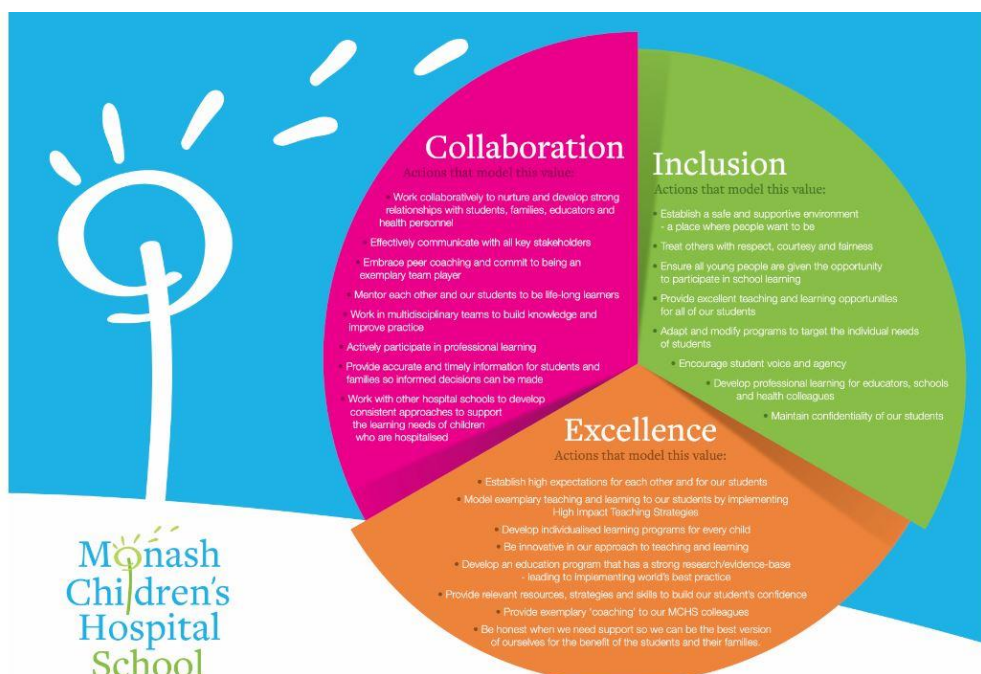 Collaboration
Actions that model this value:
• Work collaboratively to nurture and develop strong
relationships with students, families, educators and
health personnel
• Effectively communicate with all key stakeholders
• Embrace peer coaching and commit to being an
exemplary team player
• Mentor each other and our students to be life-long learners
• Work in multidisciplinary teams to build knowledge and
improve practice
• Actively participate in professional learning
• Provide accurate and timely information for students and
families so informed decisions can be made
• Work with other hospital schools to develop
consistent approaches to support
the learning needs of children
who are hospitalised
Inclusion
Actions that model this value:
• Establish a safe and supportive environment
- a place where people want to be
• Treat others with respect, courtesy and fairness
• Ensure all young people are given the opportunity
to participate in school learning
• Provide excellent teaching and learning opportunities
for all of our students
• Adapt and modify programs to target the individual needs
of students
• Encourage student voice and agency
• Develop professional learning for educators, schools
and health colleagues
• Maintain confidentiality of our students
Excellence
Actions that model this value:
• Establish high expectations for each other and for our students
• Model exemplary teaching and learning to our students by implementing
High Impact Teaching Strategies
• Develop individualised learning programs for every child
• Be innovative in our approach to teaching and learning
• Develop an education program that has a strong research/evidence-base
- leading to implementing world's best practice
• Provide relevant resources, strategies and skills to build our student's confidence
• Provide exemplary 'coaching' to our MCHS colleagues
• Be honest when we need support so we can be the best version
of ourselves for the benefit of the students and their families.
Monash
Children's
Hospital
School